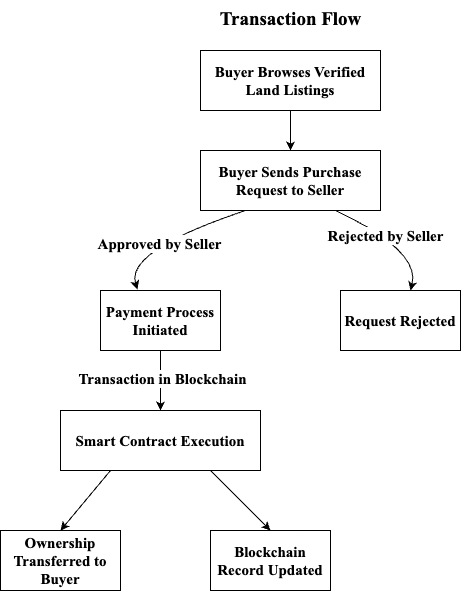 Transaction Flow
Buyer Browses Verified
Land Listings
Buyer Sends Purchase
Request to Seller
Approved by Seller
Rejected by Seller
Payment Process
Initiated
Request Rejected
Transaction in Blockchain
Smart Contract Execution
Ownership
Transferred to
Buyer
Blockchain
Record Updated